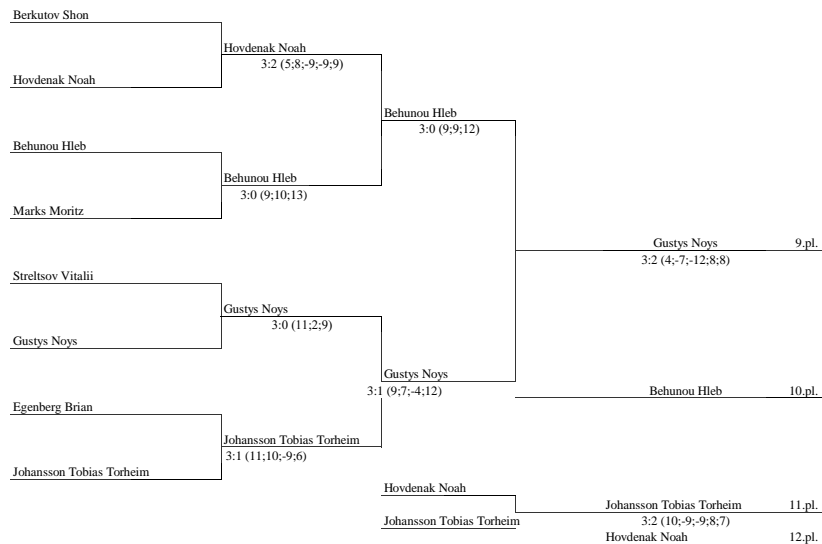 Berkutov Shon
Hovdenak Noah
3:2 (5;8;-9;-9;9)
Hovdenak Noah
Behunou Hleb
3:0 (9;9;12)
Behunou Hleb
Behunou Hleb
3:0 (9;10;13)
Marks Moritz
Gustys Noys 9.pl.
3:2 (4;-7;-12;8;8)
Streltsov Vitalii
Gustys Noys
3:0 (11;2;9)
Gustys Noys
Gustys Noys
3:1 (9;7;-4;12)
Behunou Hleb 10.pl.
Egenberg Brian
Johansson Tobias Torheim
3:1 (11;10;-9;6)
Johansson Tobias Torheim
Hovdenak Noah
Johansson Tobias Torheim 11.pl.
Johansson Tobias Torheim
3:2 (10;-9;-9;8;7)
Hovdenak Noah 12.pl.